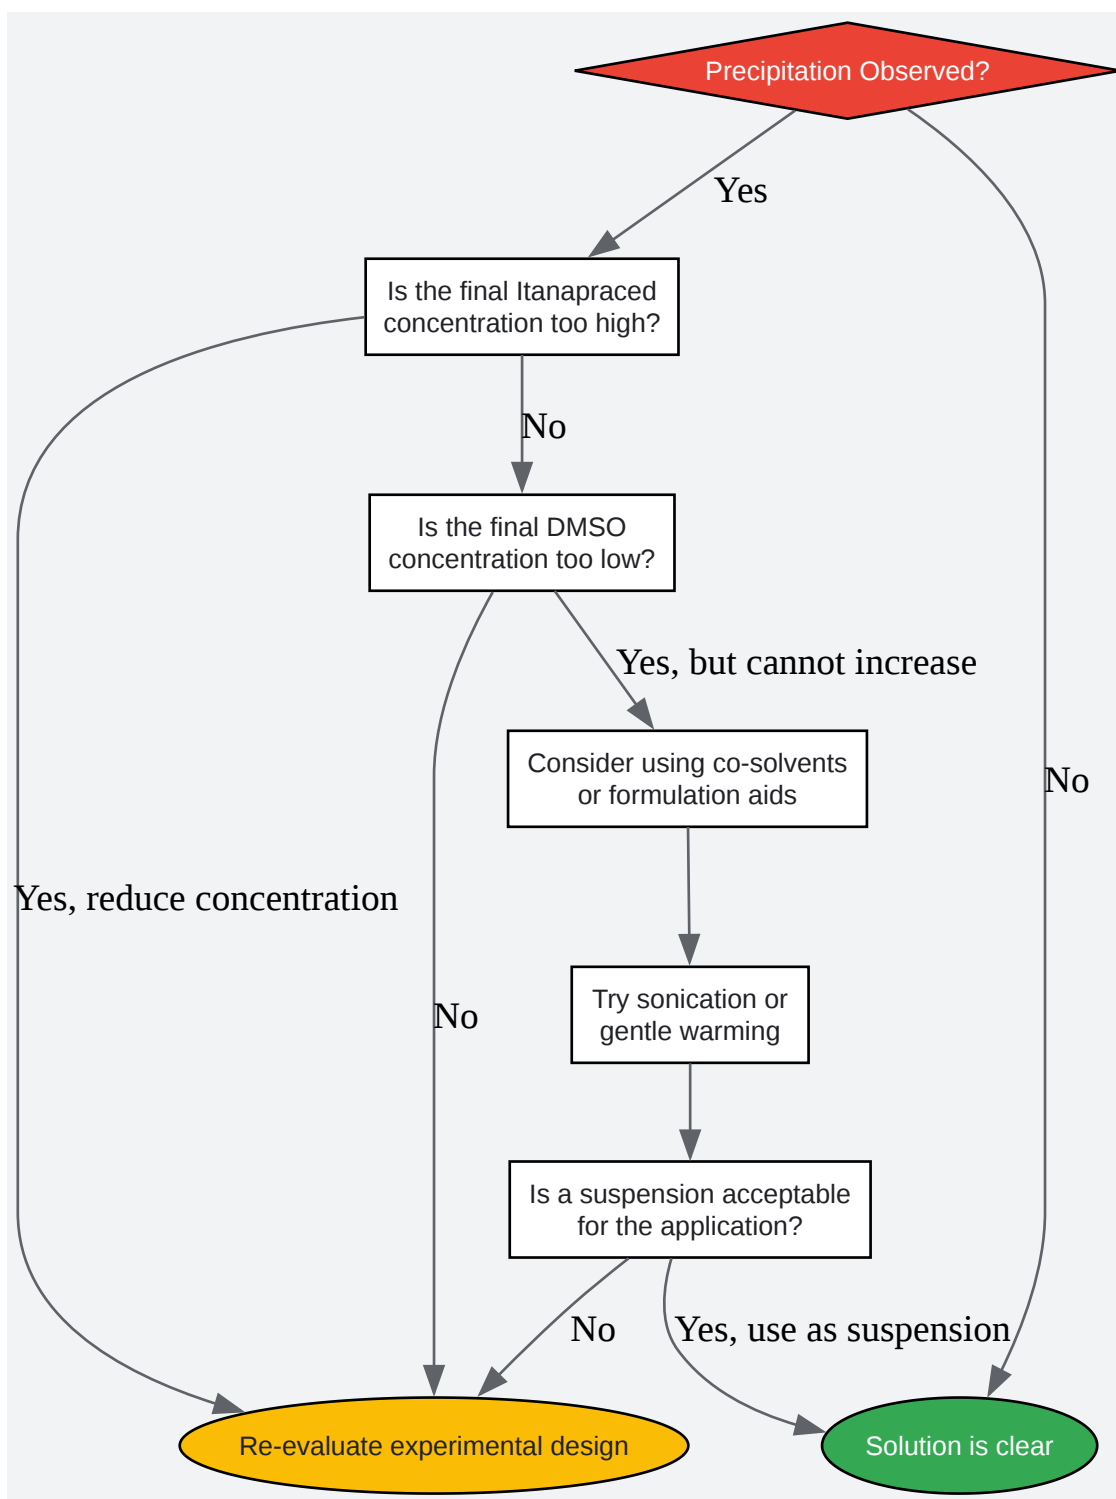 Precipitation Observed?
Yes
Is the final Itanapraced
concentration too high?
No
Is the final DMSO
concentration too low?
Yes, but cannot increase
Consider using co-solvents
or formulation aids
No
Yes, reduce concentration
Try sonication or
gentle warming
No
Is a suspension acceptable
for the application?
No
Yes, use as suspension
Re-evaluate experimental design
Solution is clear